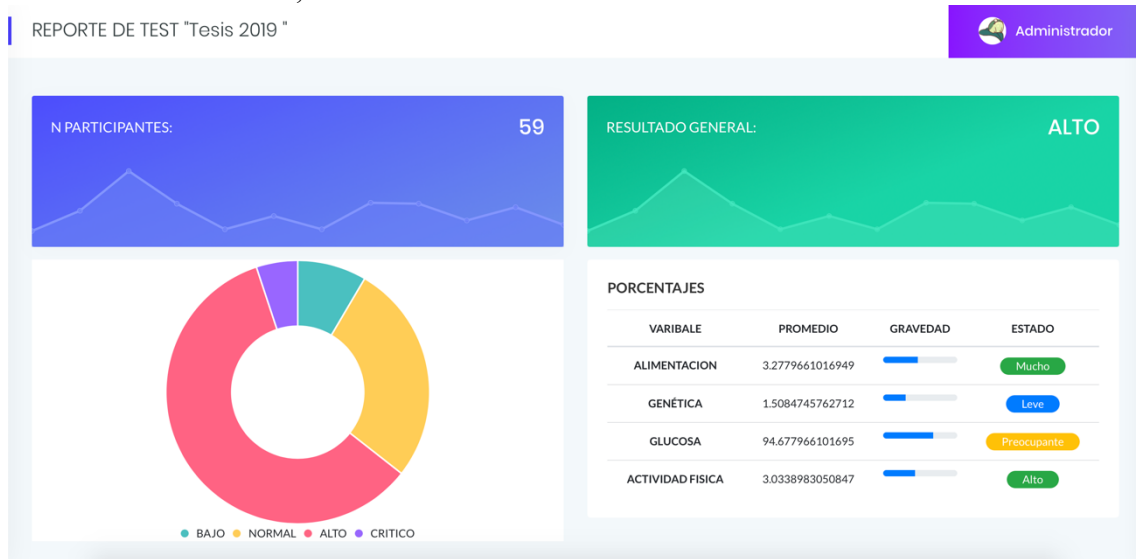 REPORTE DE TEST "Tesis 2019 "
Administrador
N PARTICIPANTES: 59
RESULTADO GENERAL: ALTO
BAJO NORMAL ALTO CRITICO
PORCENTAJES
VARIBALE PROMEDIO GRAVEDAD ESTADO
ALIMENTACION 3.2779661016949 Mucho
GENÉTICA 1.5084745762712 Leve
GLUCOSA 94.677966101695 Preocupante
ACTIVIDAD FISICA 3.0338983050847 Alto